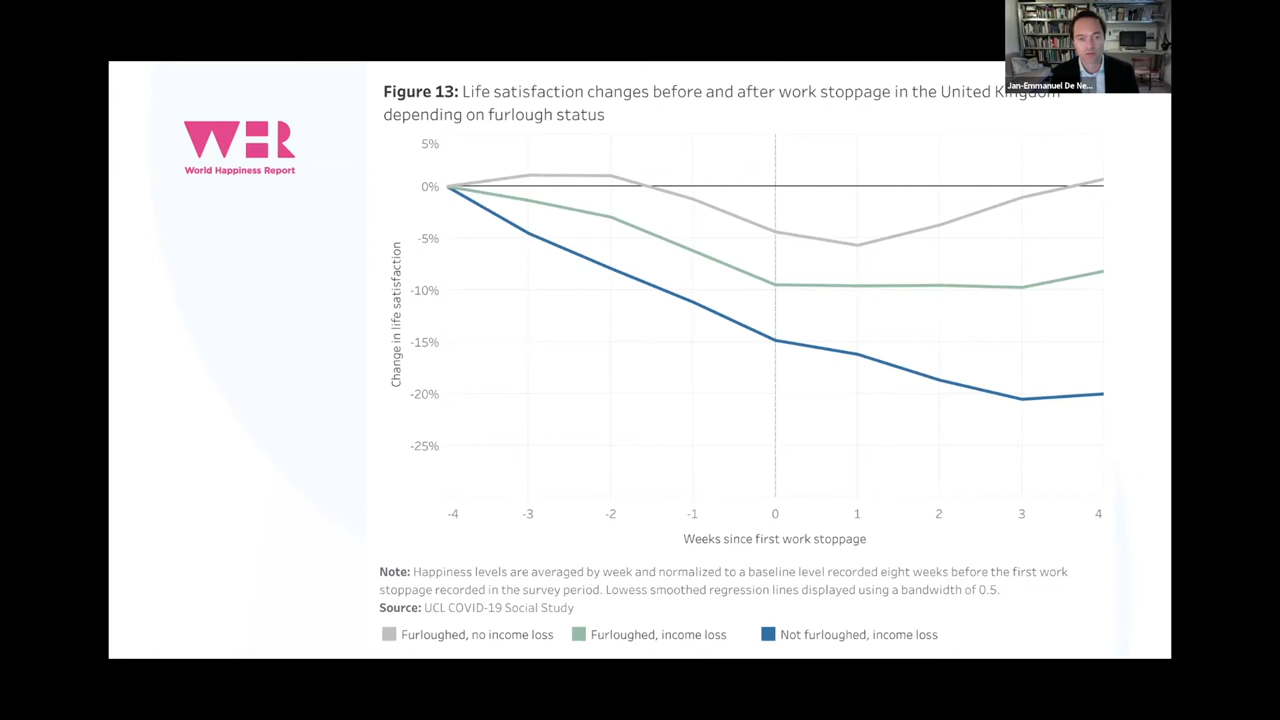 Jan-Emmanuel De Ne...
Figure 13: Life satisfaction changes before and after work stoppage in the United Kingdom
depending on furlough status
WHR
World Happiness Report
5%
0%
-5%
-10%
-15%
-20%
-25%
Change in life satisfaction
-4 -3 -2 -1 0 1 2 3 4
Weeks since first work stoppage
Note: Happiness levels are averaged by week and normalized to a baseline level recorded eight weeks before the first work
stoppage recorded in the survey period. Lowess smoothed regression lines displayed using a bandwidth of 0.5.
Source: UCL COVID-19 Social Study
Furloughed, no income loss Furloughed, income loss Not furloughed, income loss